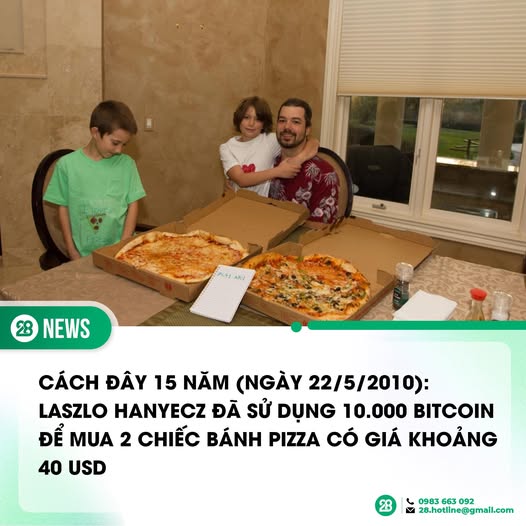 28 NEWS
CÁCH ĐÂY 15 NĂM (NGÀY 22/5/2010):
LASZLO HANYECZ ĐÃ SỬ DỤNG 10.000 BITCOIN
ĐỂ MUA 2 CHIẾC BÁNH PIZZA CÓ GIÁ KHOẢNG
40 USD
28
0983 663 092
28.hotline@gmail.com